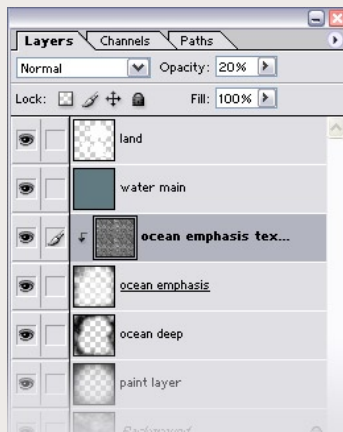 Layers Channels Paths
Normal Opacity: 20%
Lock: Fill: 100%
land
water main
ocean emphasis tex...
ocean emphasis
ocean deep
paint layer
Background